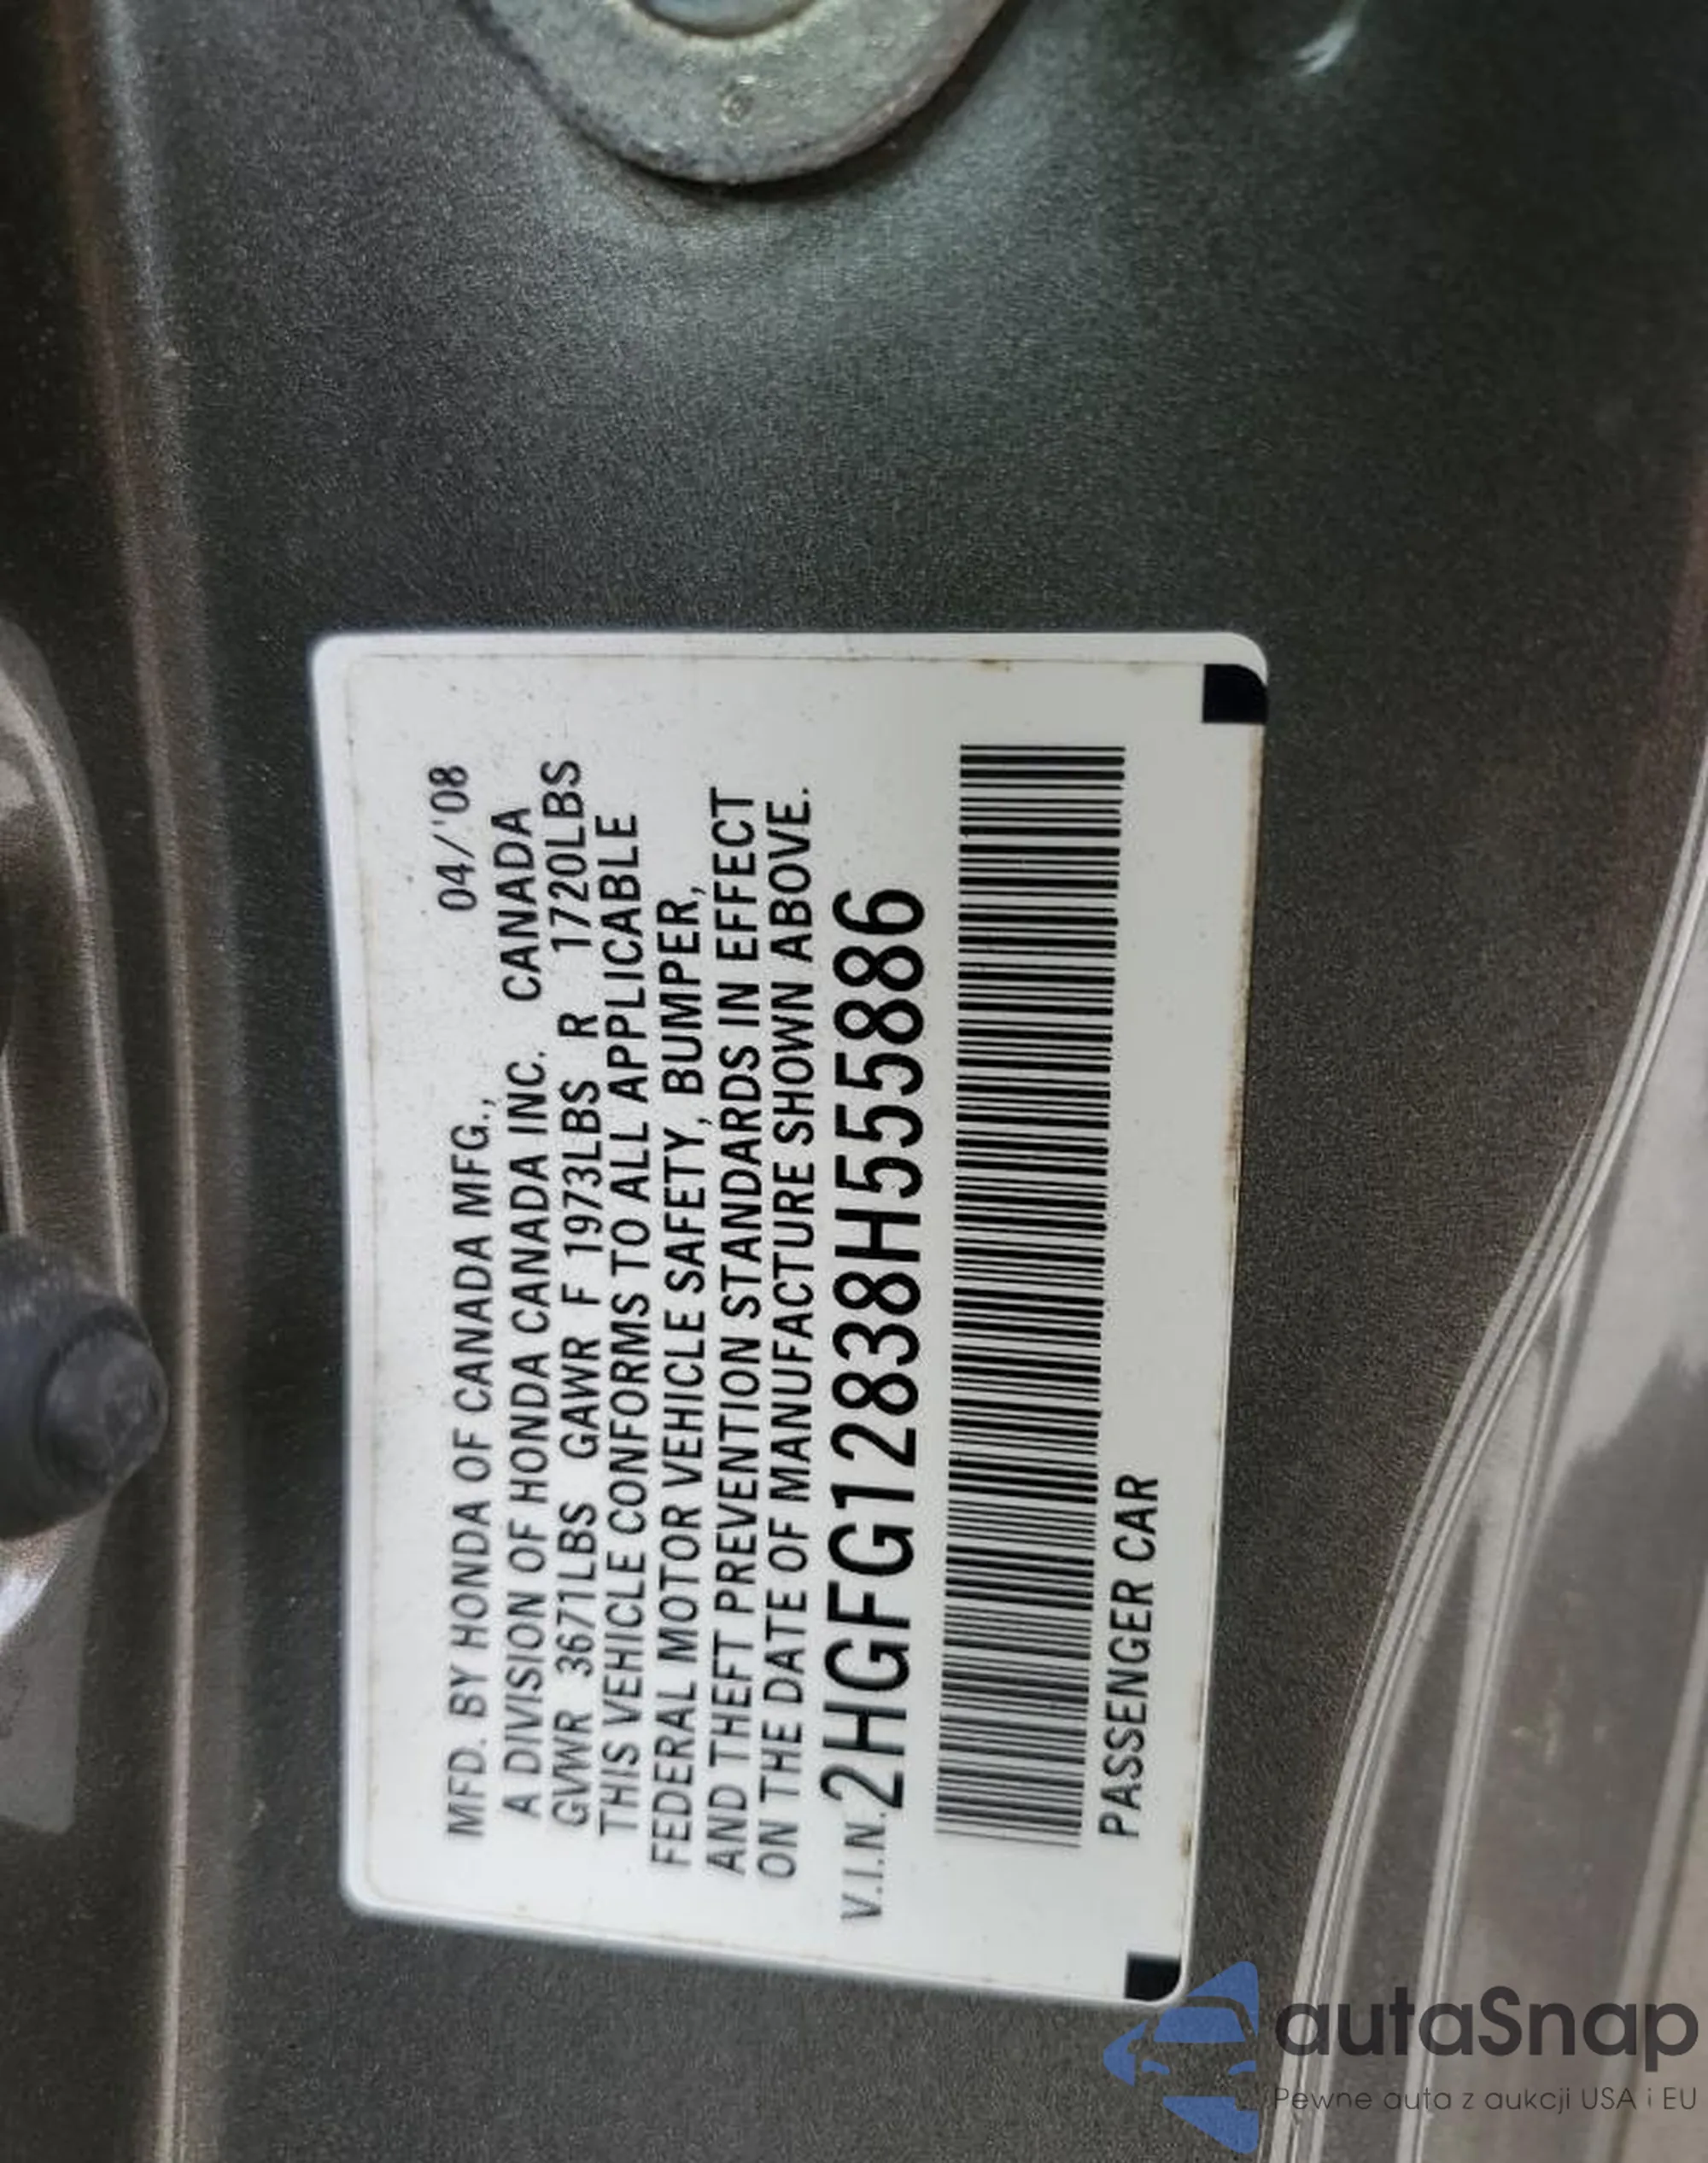 MFD. BY HONDA OF CANADA MFG., 04/'08
A DIVISION OF HONDA CANADA INC. CANADA
GVWR 3671LBS GAWR F 1973LBS R 1720LBS
THIS VEHICLE CONFORMS TO ALL APPLICABLE
FEDERAL MOTOR VEHICLE SAFETY, BUMPER,
AND THEFT PREVENTION STANDARDS IN EFFECT
ON THE DATE OF MANUFACTURE SHOWN ABOVE.
V.I.N. 2HGFG12838H555886
PASSENGER CAR
autaSnap
Pewne auta z aukcji USA i EU